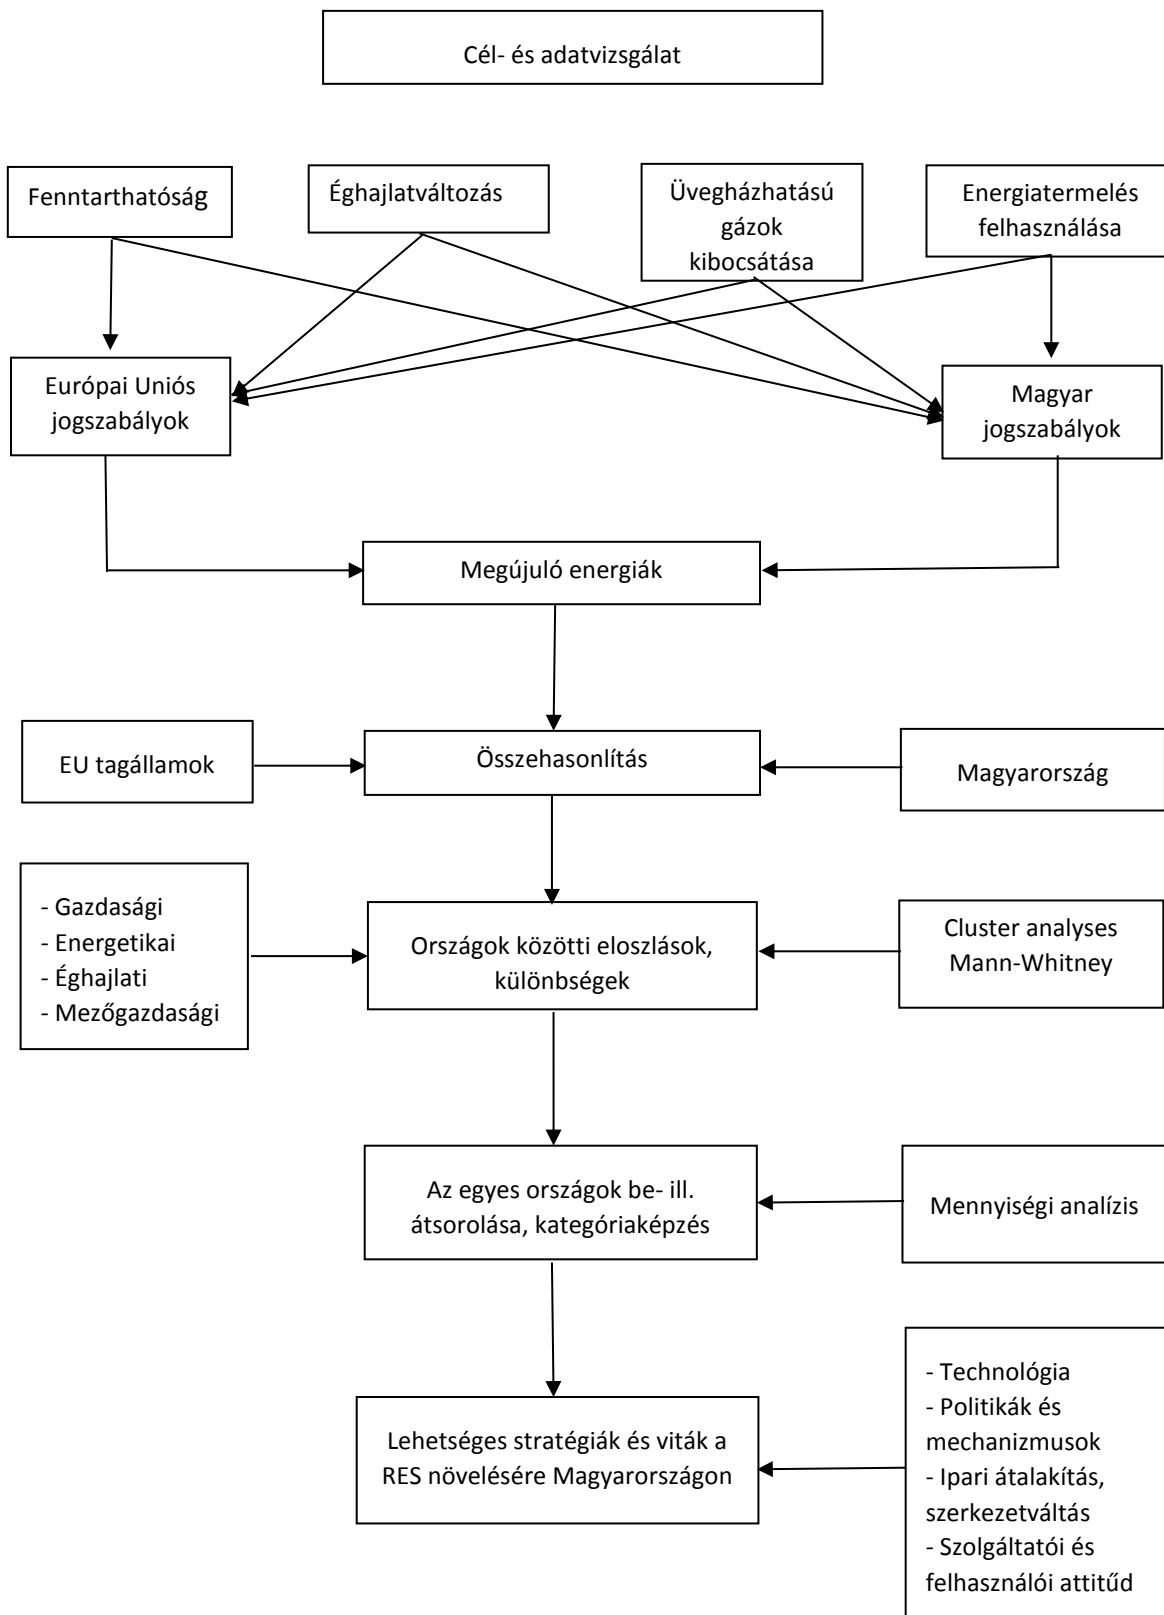 Cél- és adatvizsgálat
Fenntarthatóság
Éghajlatváltozás
Üvegházhatású
gázok
kibocsátása
Energiatermelés
felhasználása
Európai Uniós
jogszabályok
Magyar
jogszabályok
Megújuló energiák
EU tagállamok
Összehasonlítás
Magyarország
- Gazdasági
- Energetikai
- Éghajlati
- Mezőgazdasági
Országok közötti eloszlások,
különbségek
Cluster analyses
Mann-Whitney
Az egyes országok be- ill.
átsorolása, kategóriaképzés
Mennyiségi analízis
Lehetséges stratégiák és viták a
RES növelésére Magyarországon
- Technológia
- Politikák és
mechanizmusok
- Ipari átalakítás,
szerkezetváltás
- Szolgáltatói és
felhasználói attitűd